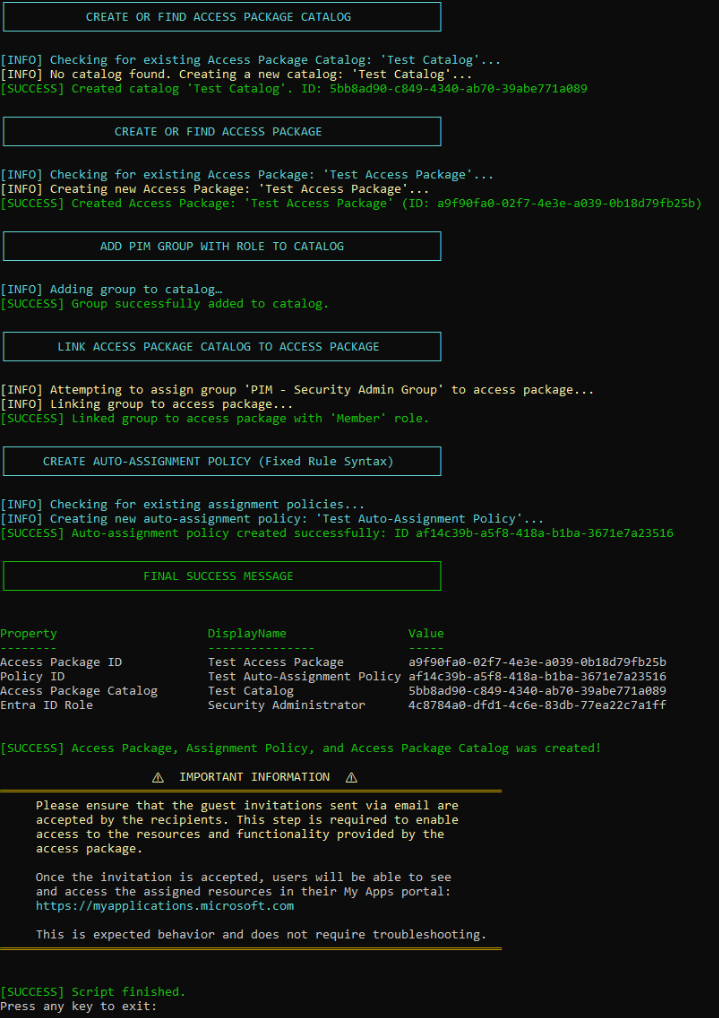 CREATE OR FIND ACCESS PACKAGE CATALOG
[INFO] Checking for existing Access Package Catalog: 'Test Catalog'...
[INFO] No catalog found. Creating a new catalog: 'Test Catalog'...
[SUCCESS] Created catalog 'Test Catalog'. ID: 5bb8ad90-c849-4340-ab70-39abe771a089
CREATE OR FIND ACCESS PACKAGE
[INFO] Checking for existing Access Package: 'Test Access Package'...
[INFO] Creating new Access Package: 'Test Access Package'...
[SUCCESS] Created Access Package: 'Test Access Package' (ID: a9f90fa0-02f7-4e3e-a039-0b18d79fb25b)
ADD PIM GROUP WITH ROLE TO CATALOG
[INFO] Adding group to catalog…
[SUCCESS] Group successfully added to catalog.
LINK ACCESS PACKAGE CATALOG TO ACCESS PACKAGE
[INFO] Attempting to assign group 'PIM - Security Admin Group' to access package...
[INFO] Linking group to access package...
[SUCCESS] Linked group to access package with 'Member' role.
CREATE AUTO-ASSIGNMENT POLICY (Fixed Rule Syntax)
[INFO] Checking for existing assignment policies...
[INFO] Creating new auto-assignment policy: 'Test Auto-Assignment Policy'...
[SUCCESS] Auto-assignment policy created successfully: ID af14c39b-a5f8-418a-b1ba-3671e7a23516
FINAL SUCCESS MESSAGE
Property DisplayName Value
-------- --------------- -----
Access Package ID Test Access Package a9f90fa0-02f7-4e3e-a039-0b18d79fb25b
Policy ID Test Auto-Assignment Policy af14c39b-a5f8-418a-b1ba-3671e7a23516
Access Package Catalog Test Catalog 5bb8ad90-c849-4340-ab70-39abe771a089
Entra ID Role Security Administrator 4c8784a0-dfd1-4c6e-83db-77ea22c7a1ff
[SUCCESS] Access Package, Assignment Policy, and Access Package Catalog was created!
⚠ IMPORTANT INFORMATION ⚠
Please ensure that the guest invitations sent via email are
accepted by the recipients. This step is required to enable
access to the resources and functionality provided by the
access package.
Once the invitation is accepted, users will be able to see
and access the assigned resources in their My Apps portal:
https://myapplications.microsoft.com
This is expected behavior and does not require troubleshooting.
[SUCCESS] Script finished.
Press any key to exit: